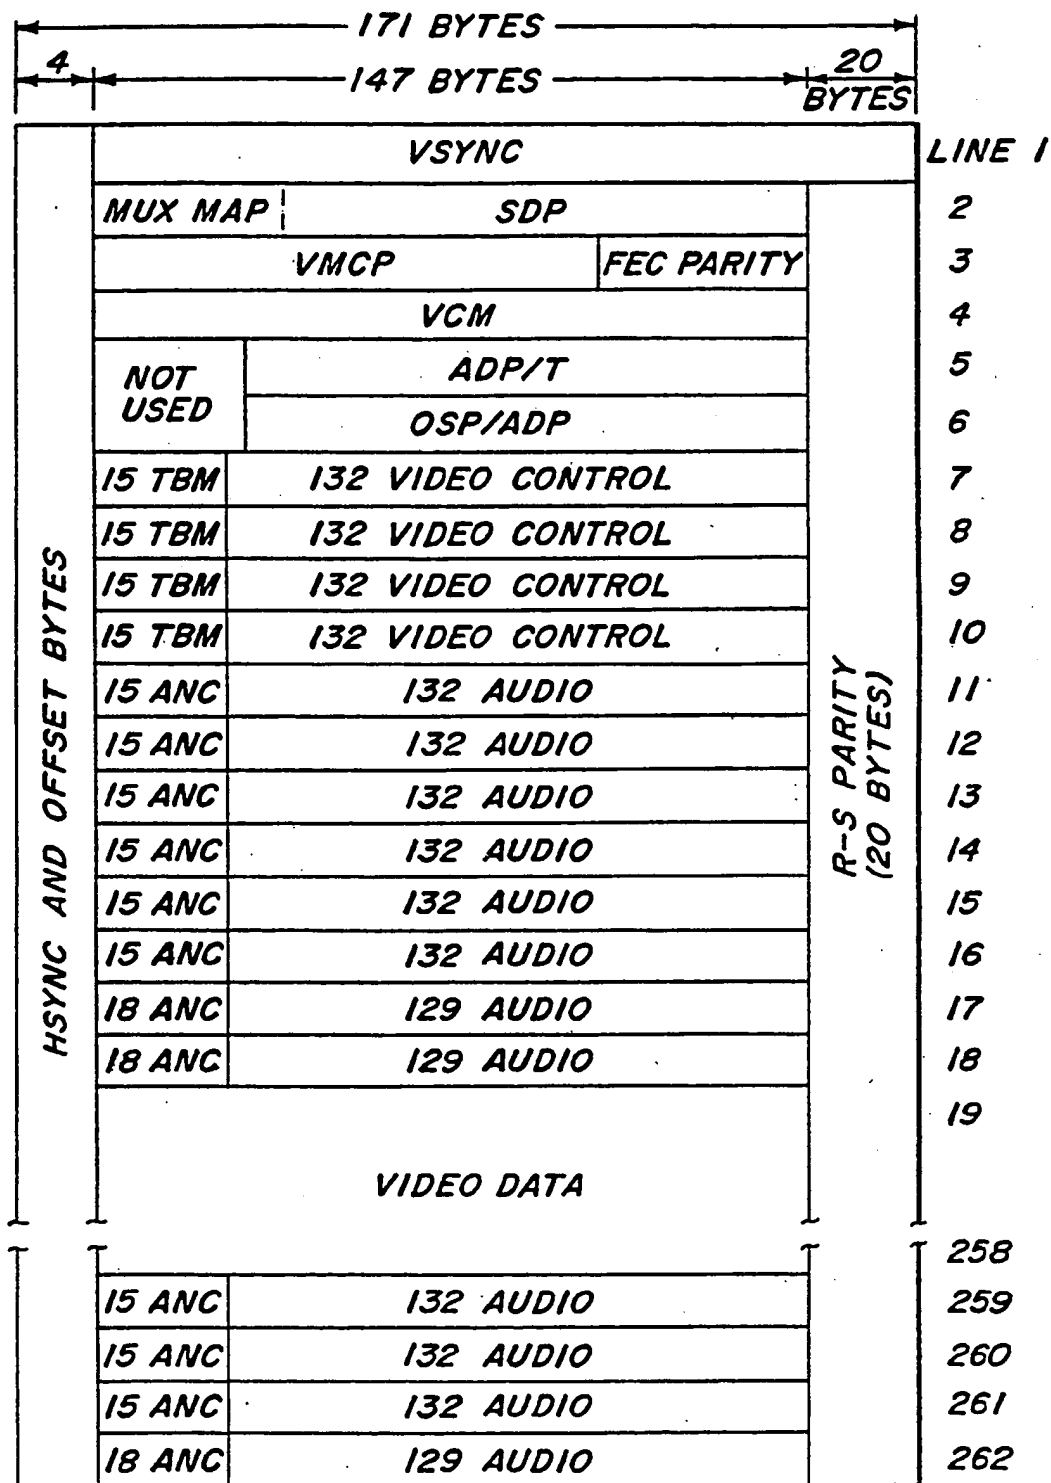 171 BYTES
4 147 BYTES 20 BYTES
VSYNC LINE 1
MUX MAP SDP 2
VMCP FEC PARITY 3
VCM 4
NOT USED ADP/T 5
OSP/ADP 6
15 TBM 132 VIDEO CONTROL 7
15 TBM 132 VIDEO CONTROL 8
15 TBM 132 VIDEO CONTROL 9
15 TBM 132 VIDEO CONTROL 10
15 ANC 132 AUDIO 11
15 ANC 132 AUDIO 12
15 ANC 132 AUDIO 13
15 ANC 132 AUDIO 14
15 ANC 132 AUDIO 15
15 ANC 132 AUDIO 16
18 ANC 129 AUDIO 17
18 ANC 129 AUDIO 18
19
VIDEO DATA
258
15 ANC 132 AUDIO 259
15 ANC 132 AUDIO 260
15 ANC 132 AUDIO 261
18 ANC 129 AUDIO 262
HSYNC AND OFFSET BYTES
R-S PARITY
(20 BYTES)